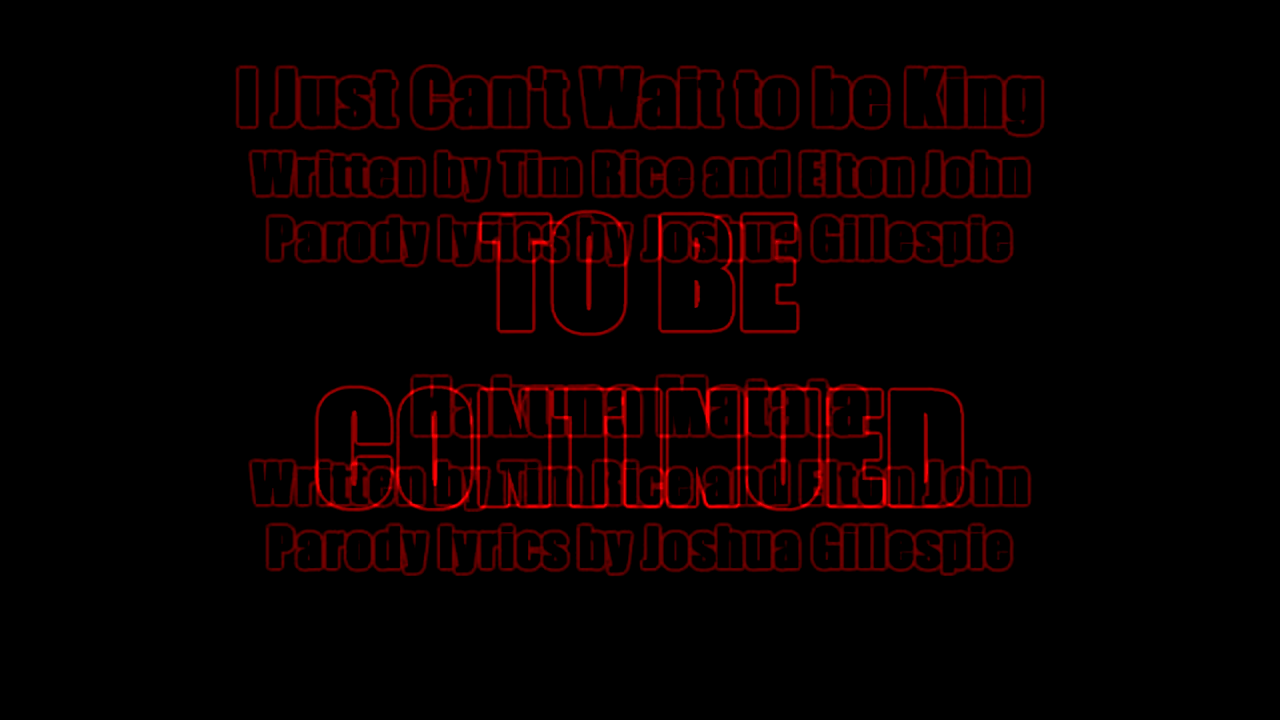 I Just Can't Wait to be King
Written by Tim Rice and Elton John
Parody lyrics by Joshua Gillespie
TO BE
CONTINUED
Hakuna Matata
Written by Tim Rice and Elton John
Parody lyrics by Joshua Gillespie